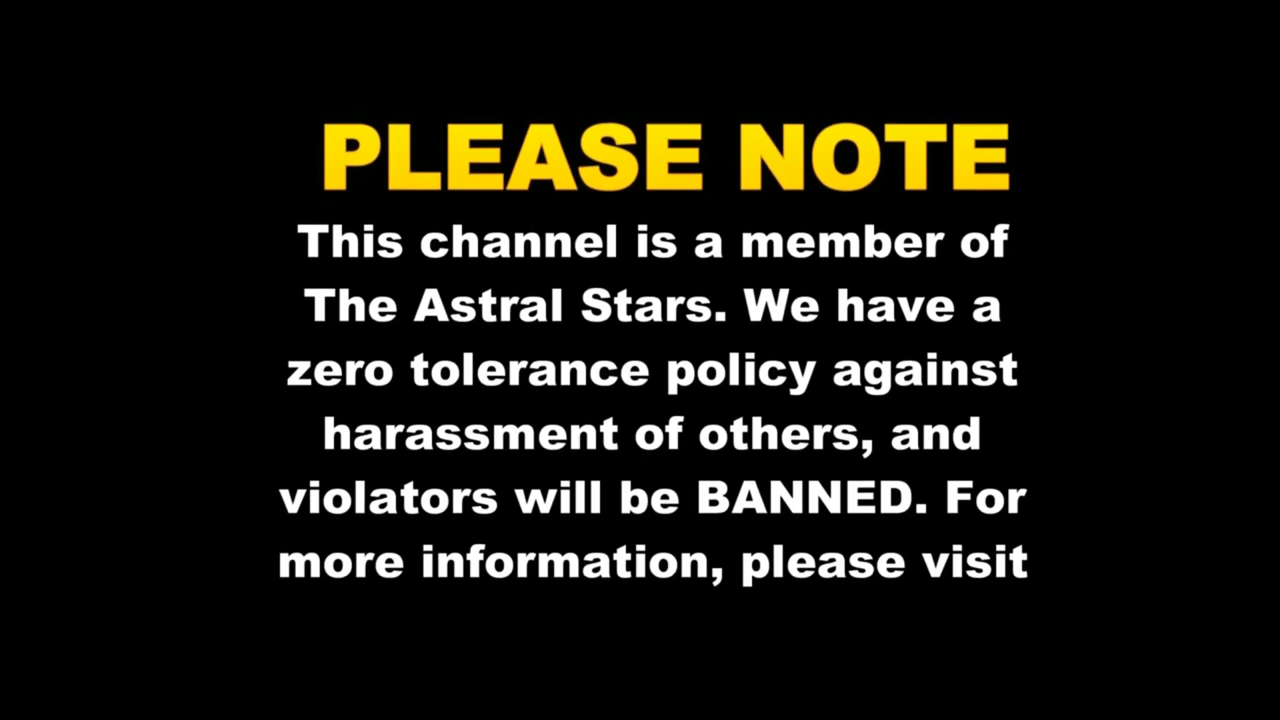 PLEASE NOTE
This channel is a member of
The Astral Stars. We have a
zero tolerance policy against
harassment of others, and
violators will be BANNED. For
more information, please visit